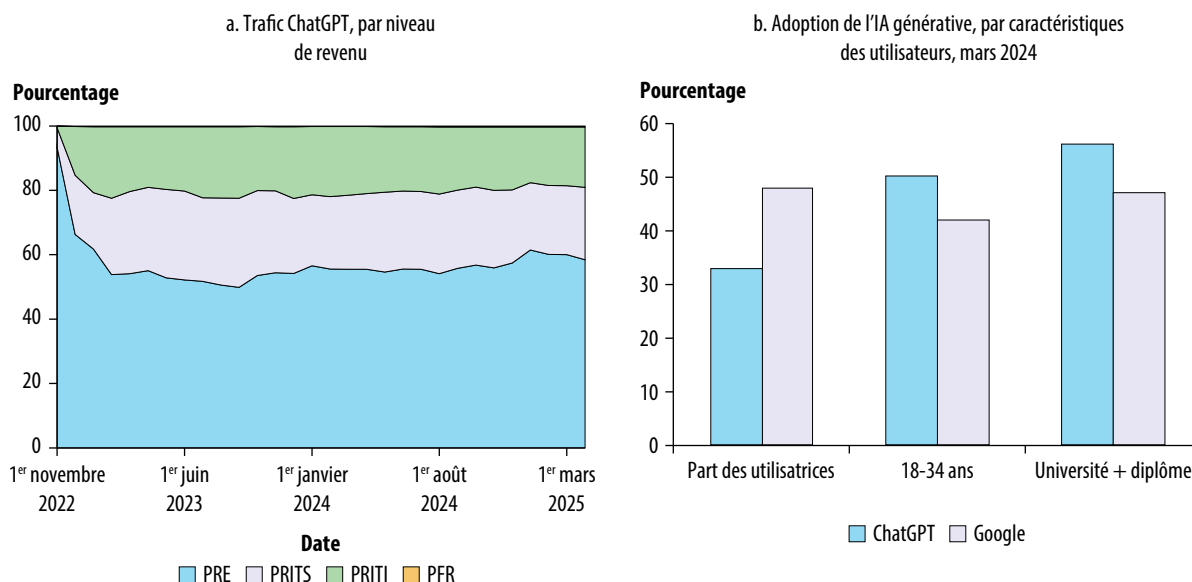 a. Trafic ChatGPT, par niveau
de revenu
Pourcentage
100
80
60
40
20
0
1er novembre
2022
1er juin
2023
1er janvier
2024
1er août
2024
1er mars
2025
Date
PRE PRITS PRITI PFR
b. Adoption de l'IA générative, par caractéristiques
des utilisateurs, mars 2024
Pourcentage
60
50
40
30
20
10
0
Part des utilisatrices
18-34 ans
Université + diplôme
ChatGPT Google